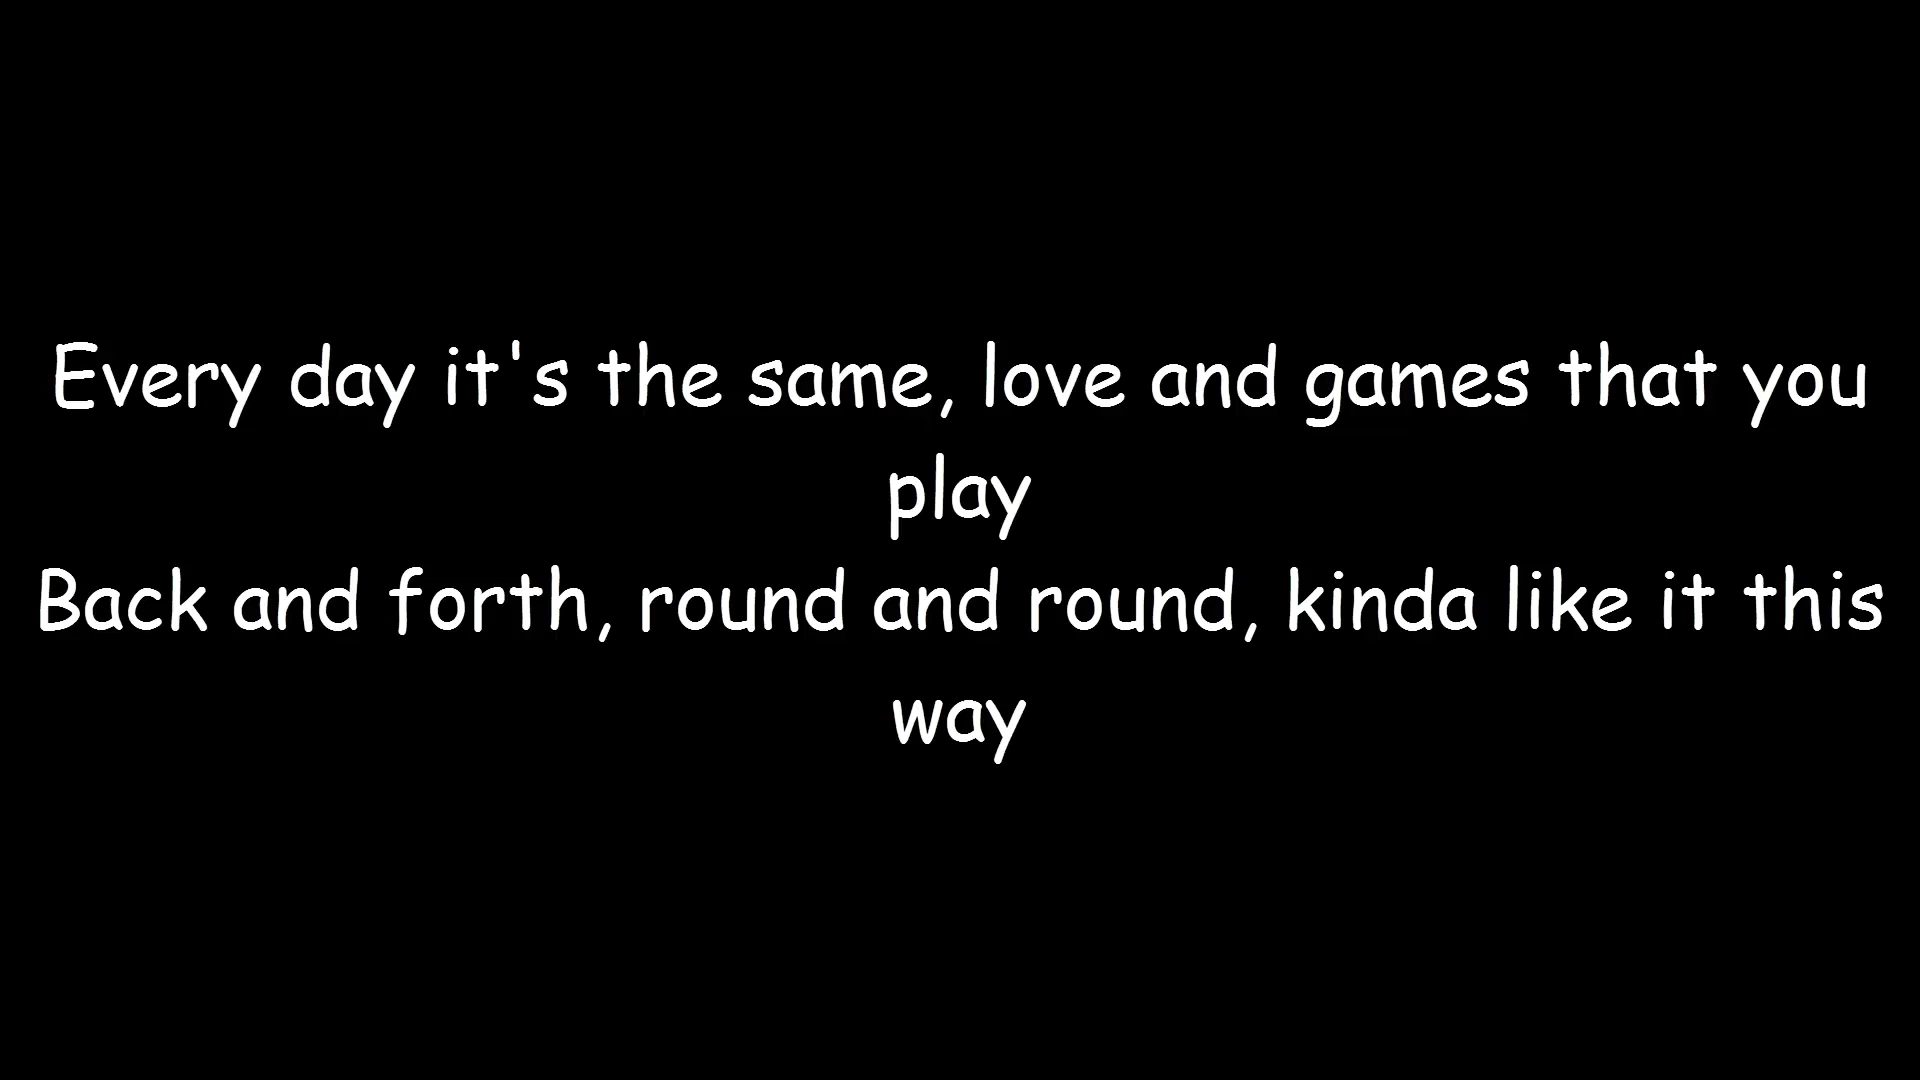 Every day it's the same, love and games that you
play
Back and forth, round and round, kinda like it this
way